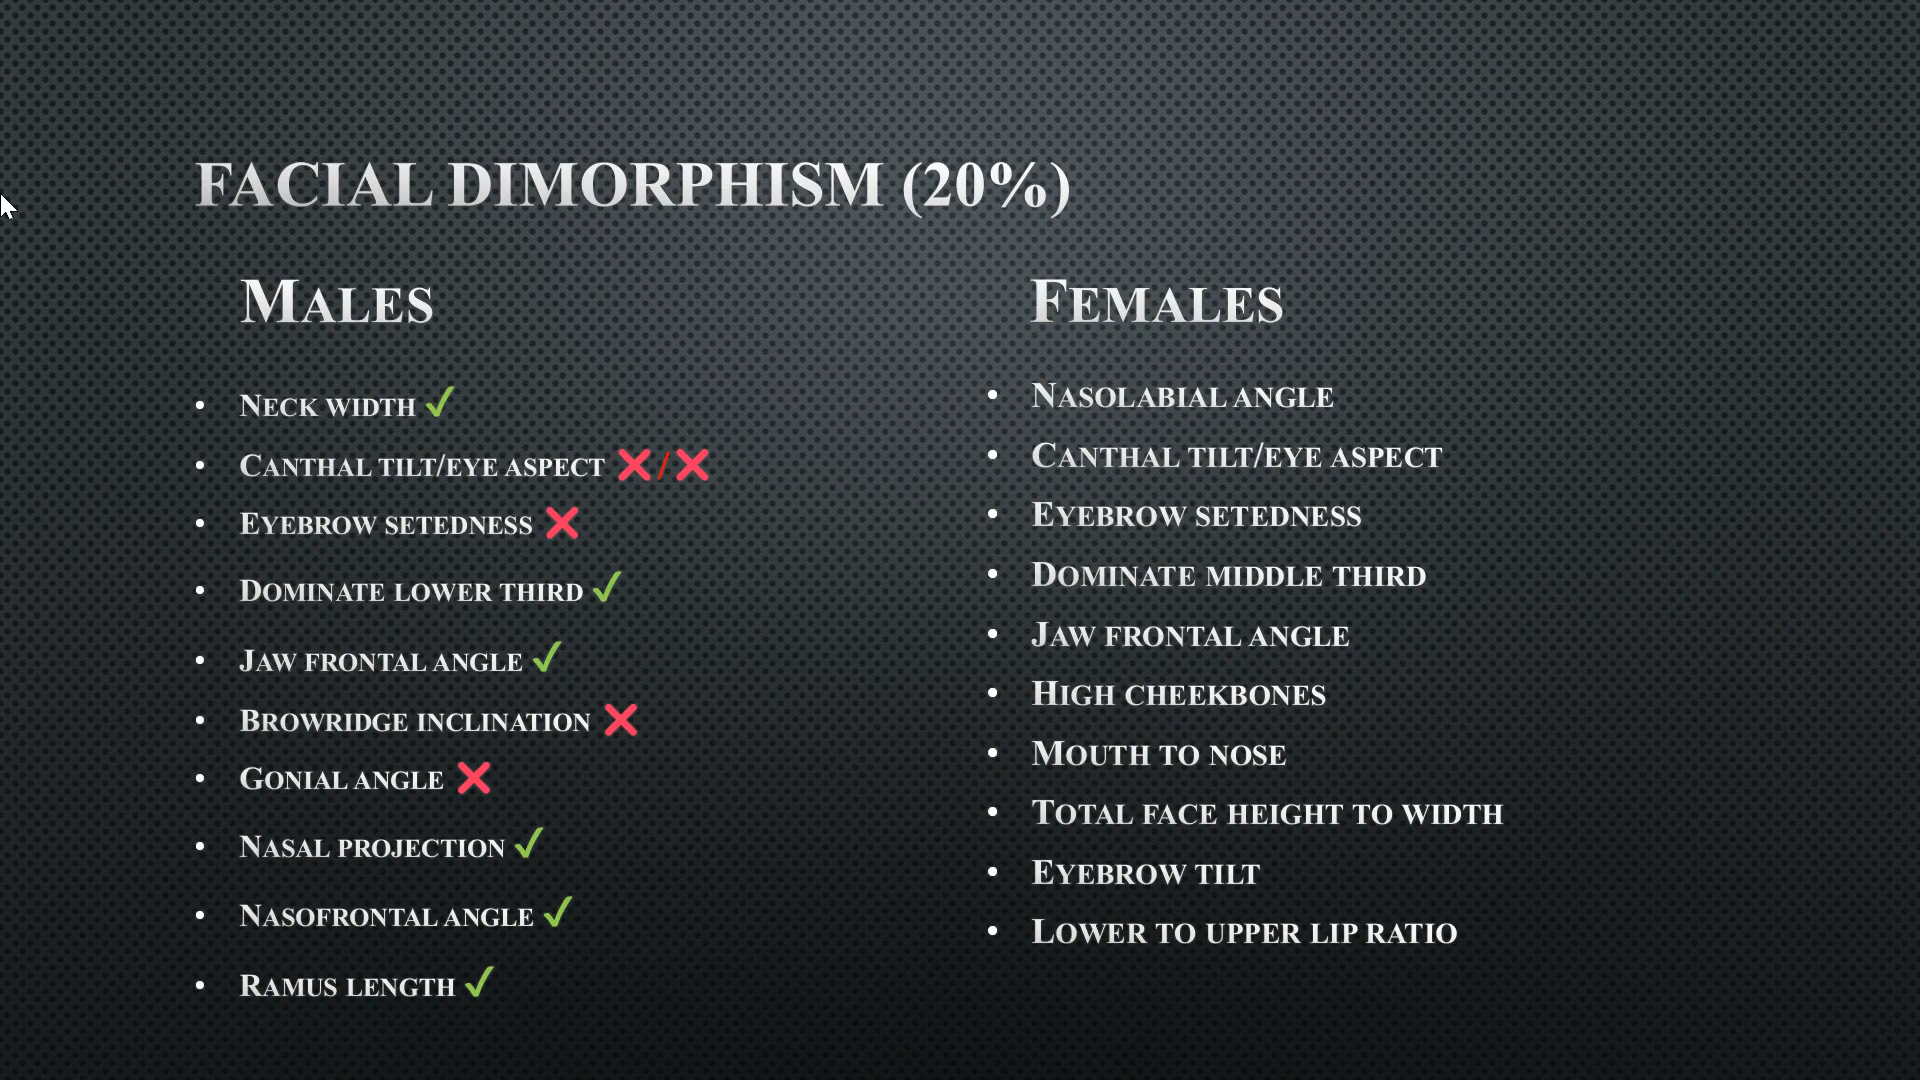 FACIAL DIMORPHISM (20%)
MALES
• NECK WIDTH ✔
• CANTHAL TILT/EYE ASPECT ❌/❌
• EYEBROW SETEDNESS ❌
• DOMINATE LOWER THIRD ✔
• JAW FRONTAL ANGLE ✔
• BROWRIDGE INCLINATION ❌
• GONIAL ANGLE ❌
• NASAL PROJECTION ✔
• NASOFRONTAL ANGLE ✔
• RAMUS LENGTH ✔
FEMALES
• NASOLABIAL ANGLE
• CANTHAL TILT/EYE ASPECT
• EYEBROW SETEDNESS
• DOMINATE MIDDLE THIRD
• JAW FRONTAL ANGLE
• HIGH CHEEKBONES
• MOUTH TO NOSE
• TOTAL FACE HEIGHT TO WIDTH
• EYEBROW TILT
• LOWER TO UPPER LIP RATIO